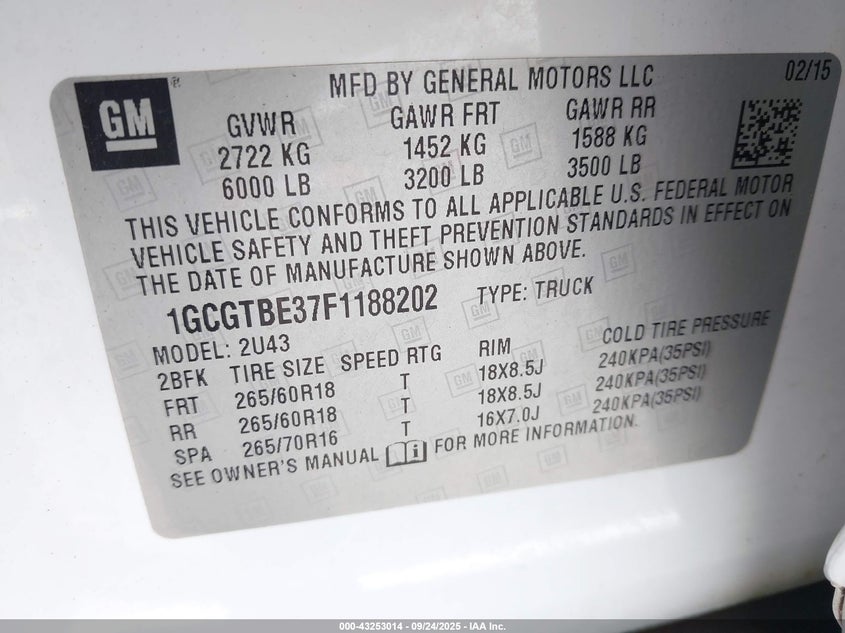 GM
MFD BY GENERAL MOTORS LLC 02/15
GVWR GAWR FRT GAWR RR
2722 KG 1452 KG 1588 KG
6000 LB 3200 LB 3500 LB
THIS VEHICLE CONFORMS TO ALL APPLICABLE U.S. FEDERAL MOTOR
VEHICLE SAFETY AND THEFT PREVENTION STANDARDS IN EFFECT ON
THE DATE OF MANUFACTURE SHOWN ABOVE.
1GCGTBE37F1188202 TYPE: TRUCK
MODEL: 2U43
2BFK TIRE SIZE SPEED RTG RIM COLD TIRE PRESSURE
FRT 265/60R18 T 18X8.5J 240KPA(35PSI)
RR 265/60R18 T 18X8.5J 240KPA(35PSI)
SPA 265/70R16 T 16X7.0J 240KPA(35PSI)
SEE OWNER'S MANUAL FOR MORE INFORMATION.
000-43253014 - 09/24/2025 - IAA Inc.